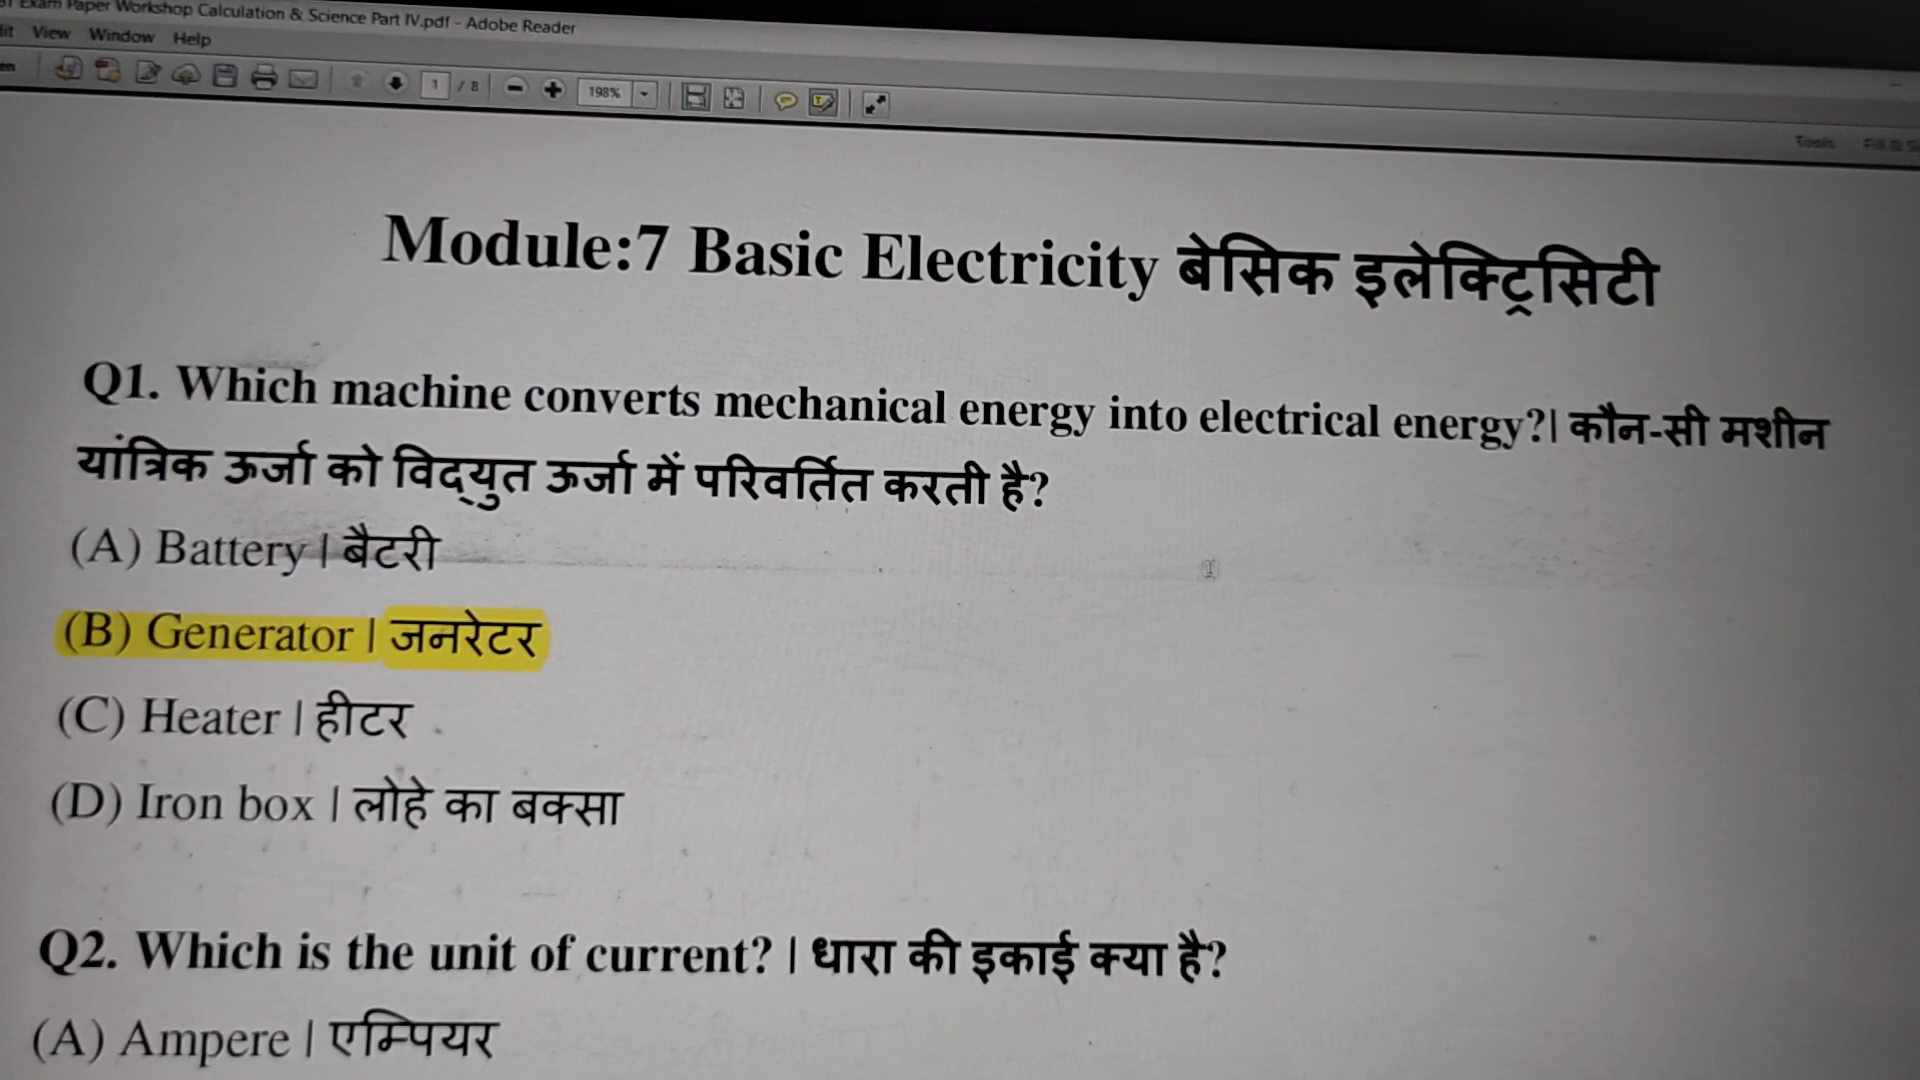 Exam Paper Workshop Calculation & Science Part IV.pdf - Adobe Reader
View Window Help
1 / 8 198%
Tools
Module:7 Basic Electricity बेसिक इलेक्ट्रिसिटी
Q1. Which machine converts mechanical energy into electrical energy?| कौन-सी मशीन
यांत्रिक ऊर्जा को विद्युत ऊर्जा में परिवर्तित करती है?
(A) Battery | बैटरी
(B) Generator | जनरेटर
(C) Heater | हीटर
(D) Iron box | लोहे का बक्सा
Q2. Which is the unit of current? | धारा की इकाई क्या है?
(A) Ampere | एम्पियर